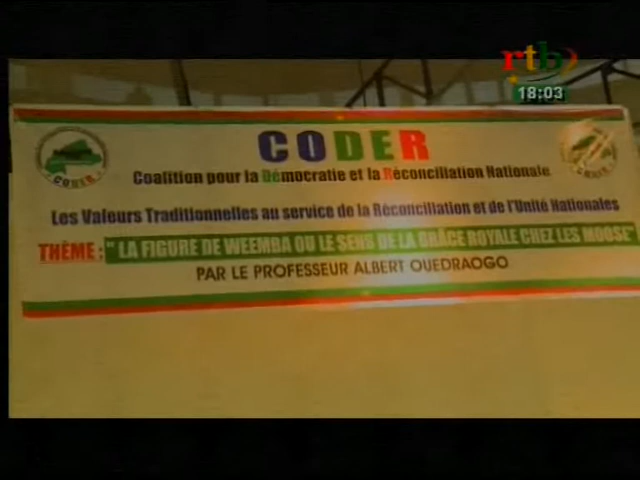 rtb
18:03
CODER
Coalition pour la Démocratie et la Réconciliation Nationale
CODER
Les Valeurs Traditionnelles au service de la Réconciliation et de l'Unité Nationales
THÈME : " LA FIGURE DE WEEMBA OU LE SENS DE LA GRÂCE ROYALE CHEZ LES MOOSE"
PAR LE PROFESSEUR ALBERT OUEDRAOGO